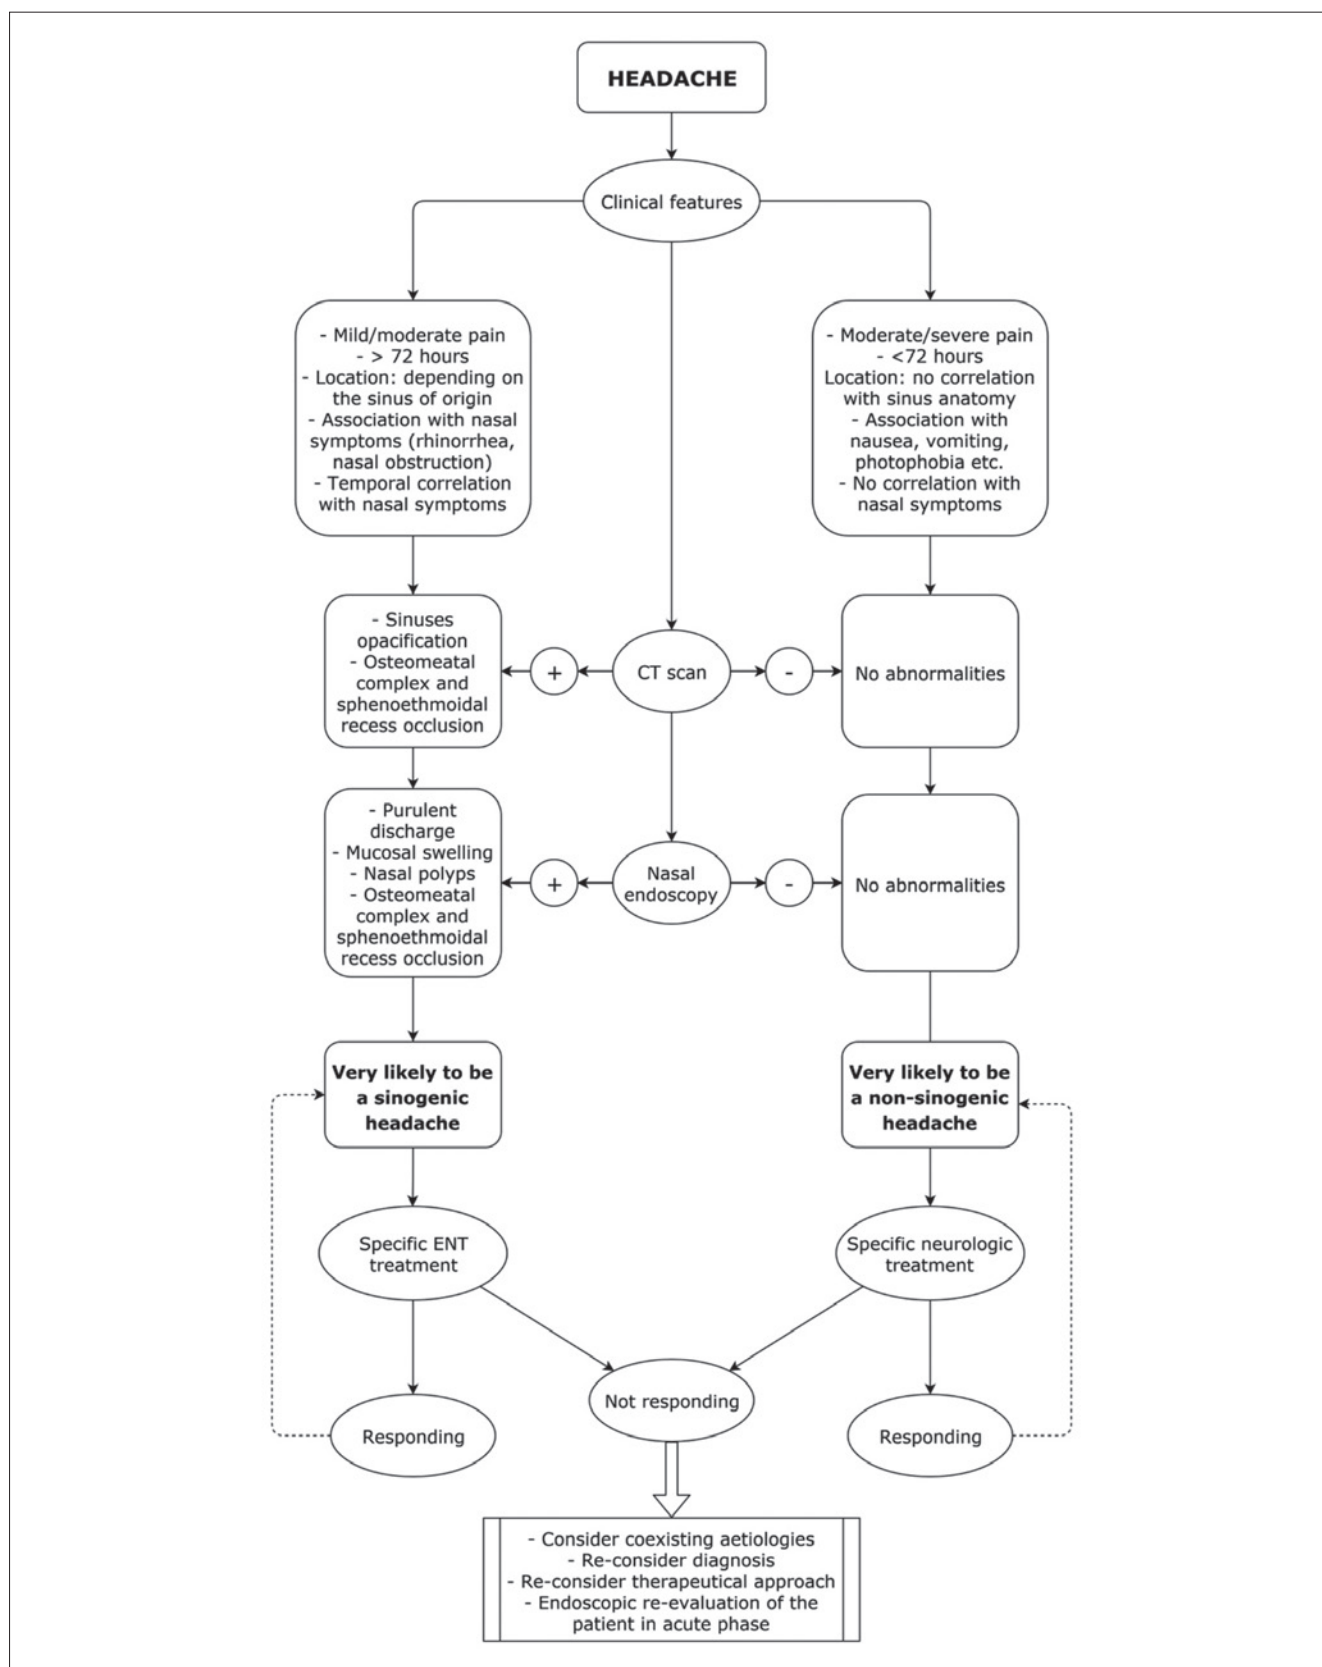 HEADACHE
Clinical features
- Mild/moderate pain
- > 72 hours
- Location: depending on
the sinus of origin
- Association with nasal
symptoms (rhinorrhea,
nasal obstruction)
- Temporal correlation
with nasal symptoms
- Moderate/severe pain
- <72 hours
Location: no correlation
with sinus anatomy
- Association with
nausea, vomiting,
photophobia etc.
- No correlation with
nasal symptoms
- Sinuses
opacification
- Osteomeatal
complex and
sphenoethmoidal
recess occlusion
+
CT scan
-
No abnormalities
- Purulent
discharge
- Mucosal swelling
- Nasal polyps
- Osteomeatal
complex and
sphenoethmoidal
recess occlusion
+
Nasal
endoscopy
-
No abnormalities
Very likely to be
a sinogenic
headache
Very likely to be
a non-sinogenic
headache
Specific ENT
treatment
Specific neurologic
treatment
Not responding
Responding
Responding
- Consider coexisting aetiologies
- Re-consider diagnosis
- Re-consider therapeutical approach
- Endoscopic re-evaluation of the
patient in acute phase